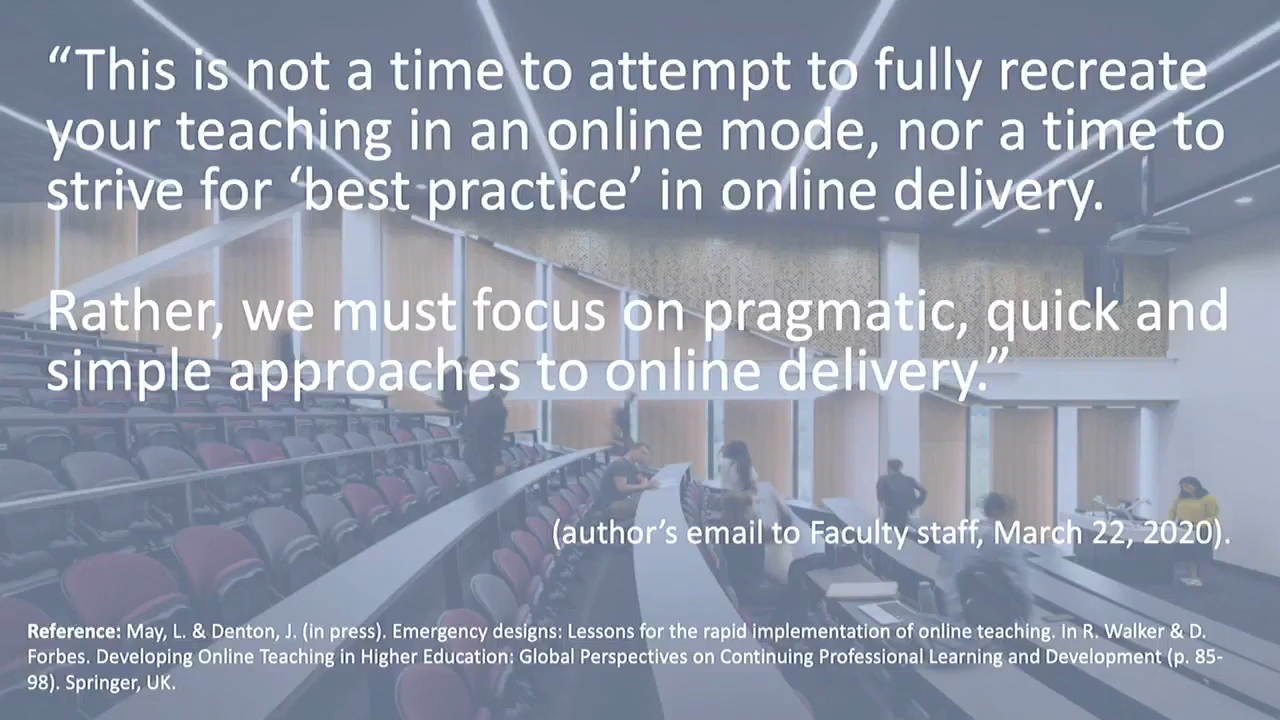 “This is not a time to attempt to fully recreate
your teaching in an online mode, nor a time to
strive for ‘best practice’ in online delivery.
Rather, we must focus on pragmatic, quick and
simple approaches to online delivery.”
(author’s email to Faculty staff, March 22, 2020).
Reference: May, L. & Denton, J. (in press). Emergency designs: Lessons for the rapid implementation of online teaching. In R. Walker & D.
Forbes. Developing Online Teaching in Higher Education: Global Perspectives on Continuing Professional Learning and Development (p. 85-
98). Springer, UK.